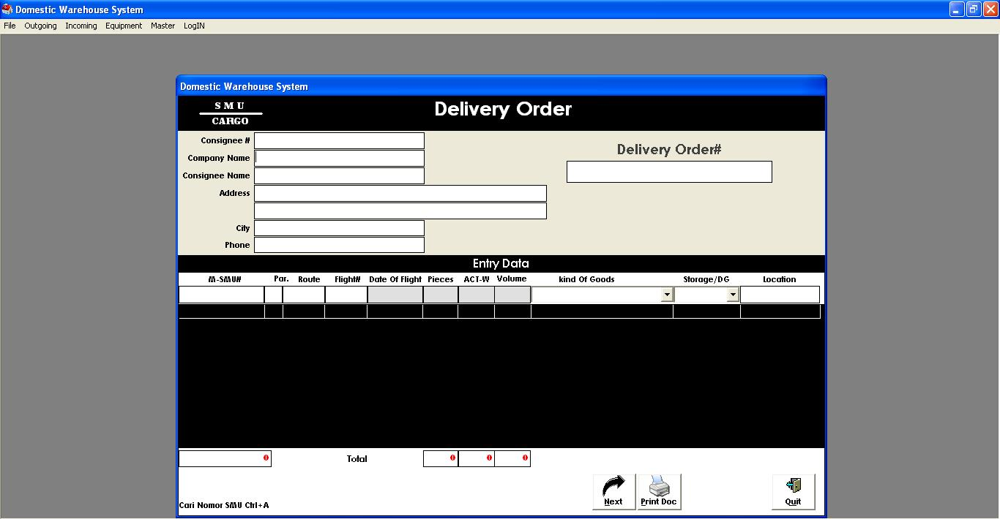 Domestic Warehouse System
File Outgoing Incoming Equipment Master LogIN
Domestic Warehouse System
SMU
CARGO
Delivery Order
Consignee #
Company Name
Consignee Name
Address
City
Phone
Delivery Order#
Entry Data
M-SMU# Par. Route Flight# Date Of Flight Pieces ACT-W Volume kind Of Goods Storage/DG Location
0 Total 0 0 0
Next Print Doc Quit
Cari Nomor SMU Ctrl+A